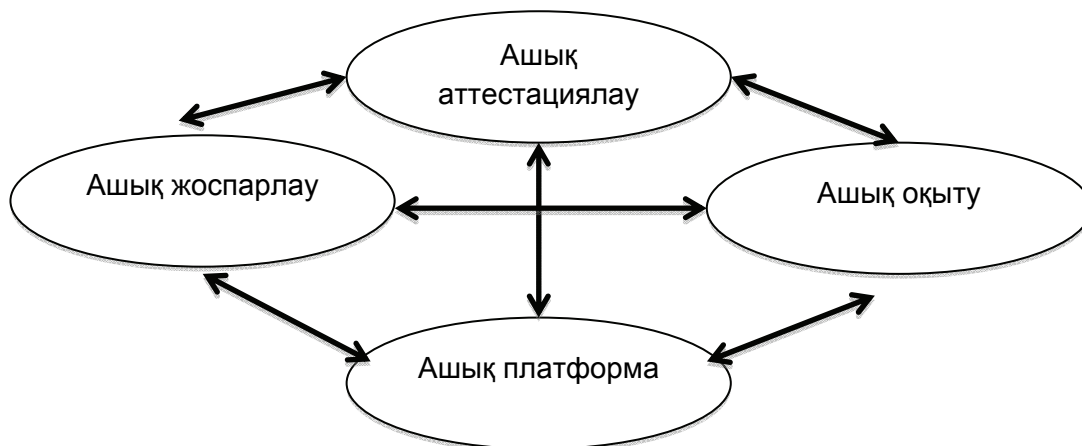 Ашық
аттестациялау
Ашық жоспарлау
Ашық оқыту
Ашық платформа